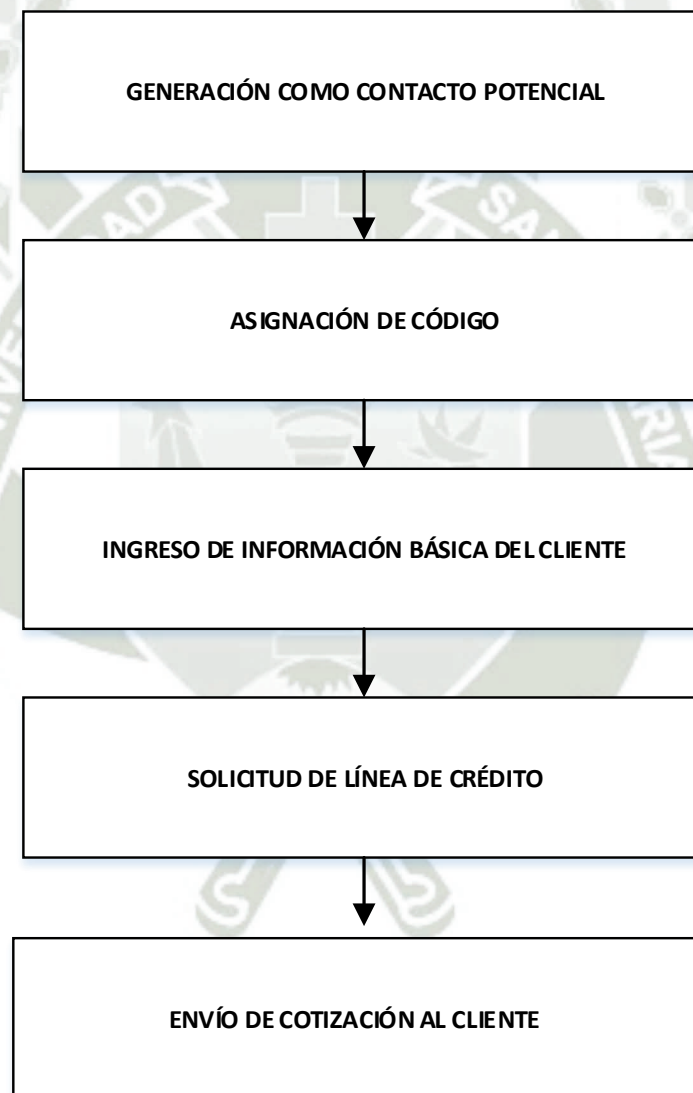 GENERACIÓN COMO CONTACTO POTENCIAL
ASIGNACIÓN DE CÓDIGO
INGRESO DE INFORMACIÓN BÁSICA DEL CLIENTE
SOLICITUD DE LÍNEA DE CRÉDITO
ENVÍO DE COTIZACIÓN AL CLIENTE